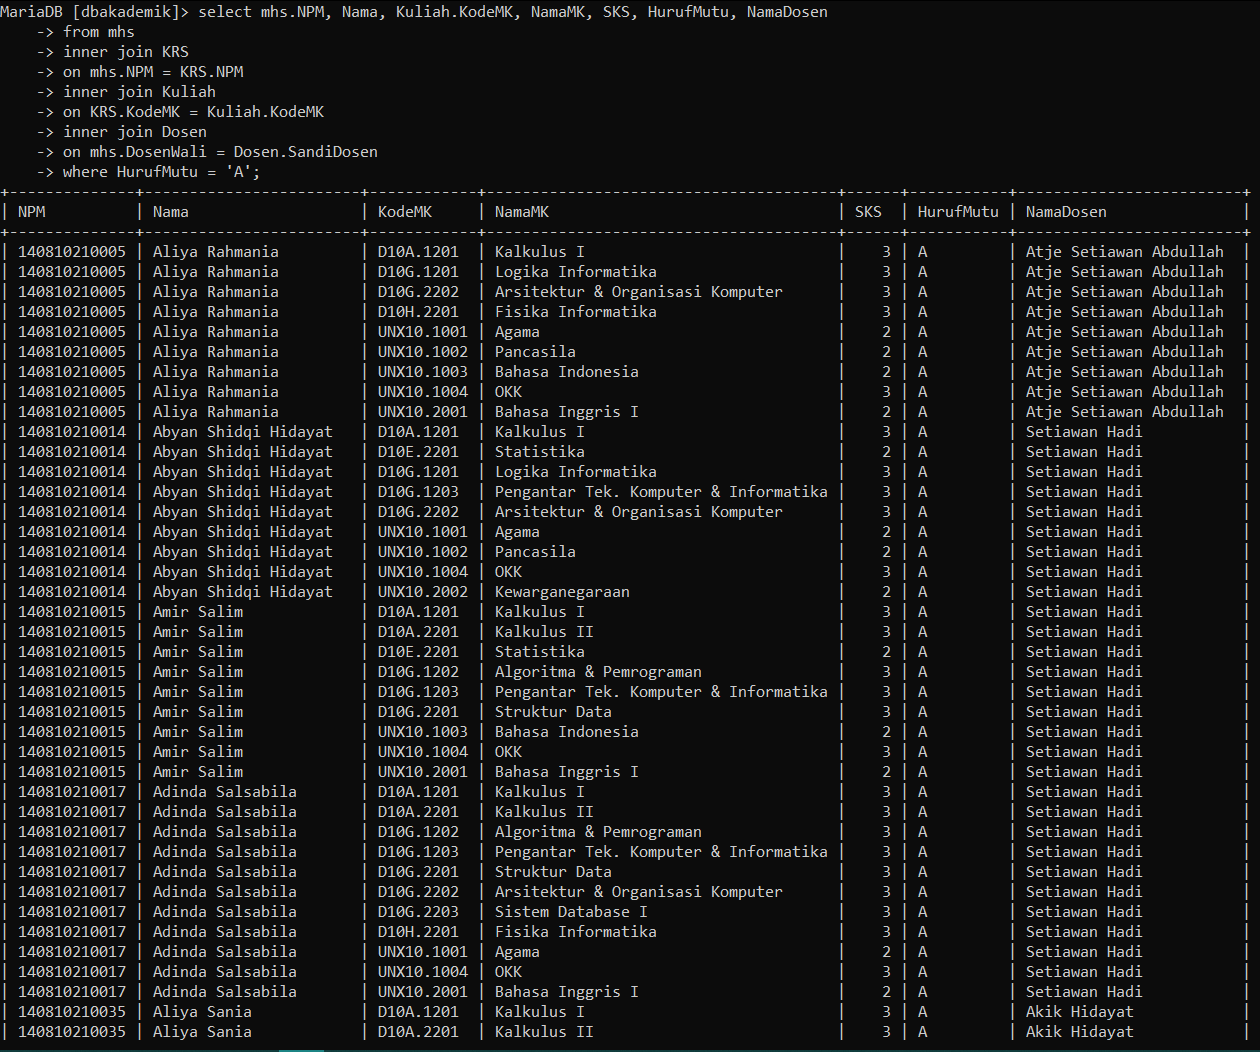 MariaDB [dbakademik]> select mhs.NPM, Nama, Kuliah.KodeMK, NamaMK, SKS, HurufMutu, NamaDosen
    -> from mhs
    -> inner join KRS
    -> on mhs.NPM = KRS.NPM
    -> inner join Kuliah
    -> on KRS.KodeMK = Kuliah.KodeMK
    -> inner join Dosen
    -> on mhs.DosenWali = Dosen.SandiDosen
    -> where HurufMutu = 'A';
+--------------+------------------------+------------+---------------------------------------+------+-----------+-------------------------+
| NPM          | Nama                   | KodeMK     | NamaMK                                | SKS  | HurufMutu | NamaDosen               |
+--------------+------------------------+------------+---------------------------------------+------+-----------+-------------------------+
| 140810210005 | Aliya Rahmania         | D10A.1201  | Kalkulus I                            |    3 | A         | Atje Setiawan Abdullah  |
| 140810210005 | Aliya Rahmania         | D10G.1201  | Logika Informatika                    |    3 | A         | Atje Setiawan Abdullah  |
| 140810210005 | Aliya Rahmania         | D10G.2202  | Arsitektur & Organisasi Komputer      |    3 | A         | Atje Setiawan Abdullah  |
| 140810210005 | Aliya Rahmania         | D10H.2201  | Fisika Informatika                    |    3 | A         | Atje Setiawan Abdullah  |
| 140810210005 | Aliya Rahmania         | UNX10.1001 | Agama                                 |    2 | A         | Atje Setiawan Abdullah  |
| 140810210005 | Aliya Rahmania         | UNX10.1002 | Pancasila                             |    2 | A         | Atje Setiawan Abdullah  |
| 140810210005 | Aliya Rahmania         | UNX10.1003 | Bahasa Indonesia                      |    2 | A         | Atje Setiawan Abdullah  |
| 140810210005 | Aliya Rahmania         | UNX10.1004 | OKK                                   |    3 | A         | Atje Setiawan Abdullah  |
| 140810210005 | Aliya Rahmania         | UNX10.2001 | Bahasa Inggris I                      |    2 | A         | Atje Setiawan Abdullah  |
| 140810210014 | Abyan Shidqi Hidayat   | D10A.1201  | Kalkulus I                            |    3 | A         | Setiawan Hadi           |
| 140810210014 | Abyan Shidqi Hidayat   | D10E.2201  | Statistika                            |    2 | A         | Setiawan Hadi           |
| 140810210014 | Abyan Shidqi Hidayat   | D10G.1201  | Logika Informatika                    |    3 | A         | Setiawan Hadi           |
| 140810210014 | Abyan Shidqi Hidayat   | D10G.1203  | Pengantar Tek. Komputer & Informatika |    3 | A         | Setiawan Hadi           |
| 140810210014 | Abyan Shidqi Hidayat   | D10G.2202  | Arsitektur & Organisasi Komputer      |    3 | A         | Setiawan Hadi           |
| 140810210014 | Abyan Shidqi Hidayat   | UNX10.1001 | Agama                                 |    2 | A         | Setiawan Hadi           |
| 140810210014 | Abyan Shidqi Hidayat   | UNX10.1002 | Pancasila                             |    2 | A         | Setiawan Hadi           |
| 140810210014 | Abyan Shidqi Hidayat   | UNX10.1004 | OKK                                   |    3 | A         | Setiawan Hadi           |
| 140810210014 | Abyan Shidqi Hidayat   | UNX10.2002 | Kewarganegaraan                       |    2 | A         | Setiawan Hadi           |
| 140810210015 | Amir Salim             | D10A.1201  | Kalkulus I                            |    3 | A         | Setiawan Hadi           |
| 140810210015 | Amir Salim             | D10A.2201  | Kalkulus II                           |    3 | A         | Setiawan Hadi           |
| 140810210015 | Amir Salim             | D10E.2201  | Statistika                            |    2 | A         | Setiawan Hadi           |
| 140810210015 | Amir Salim             | D10G.1202  | Algoritma & Pemrograman               |    3 | A         | Setiawan Hadi           |
| 140810210015 | Amir Salim             | D10G.1203  | Pengantar Tek. Komputer & Informatika |    3 | A         | Setiawan Hadi           |
| 140810210015 | Amir Salim             | D10G.2201  | Struktur Data                         |    3 | A         | Setiawan Hadi           |
| 140810210015 | Amir Salim             | UNX10.1003 | Bahasa Indonesia                      |    2 | A         | Setiawan Hadi           |
| 140810210015 | Amir Salim             | UNX10.1004 | OKK                                   |    3 | A         | Setiawan Hadi           |
| 140810210015 | Amir Salim             | UNX10.2001 | Bahasa Inggris I                      |    2 | A         | Setiawan Hadi           |
| 140810210017 | Adinda Salsabila       | D10A.1201  | Kalkulus I                            |    3 | A         | Setiawan Hadi           |
| 140810210017 | Adinda Salsabila       | D10A.2201  | Kalkulus II                           |    3 | A         | Setiawan Hadi           |
| 140810210017 | Adinda Salsabila       | D10G.1202  | Algoritma & Pemrograman               |    3 | A         | Setiawan Hadi           |
| 140810210017 | Adinda Salsabila       | D10G.1203  | Pengantar Tek. Komputer & Informatika |    3 | A         | Setiawan Hadi           |
| 140810210017 | Adinda Salsabila       | D10G.2201  | Struktur Data                         |    3 | A         | Setiawan Hadi           |
| 140810210017 | Adinda Salsabila       | D10G.2202  | Arsitektur & Organisasi Komputer      |    3 | A         | Setiawan Hadi           |
| 140810210017 | Adinda Salsabila       | D10G.2203  | Sistem Database I                     |    3 | A         | Setiawan Hadi           |
| 140810210017 | Adinda Salsabila       | D10H.2201  | Fisika Informatika                    |    3 | A         | Setiawan Hadi           |
| 140810210017 | Adinda Salsabila       | UNX10.1001 | Agama                                 |    2 | A         | Setiawan Hadi           |
| 140810210017 | Adinda Salsabila       | UNX10.1004 | OKK                                   |    3 | A         | Setiawan Hadi           |
| 140810210017 | Adinda Salsabila       | UNX10.2001 | Bahasa Inggris I                      |    2 | A         | Setiawan Hadi           |
| 140810210035 | Aliya Sania            | D10A.1201  | Kalkulus I                            |    3 | A         | Akik Hidayat            |
| 140810210035 | Aliya Sania            | D10A.2201  | Kalkulus II                           |    3 | A         | Akik Hidayat            |